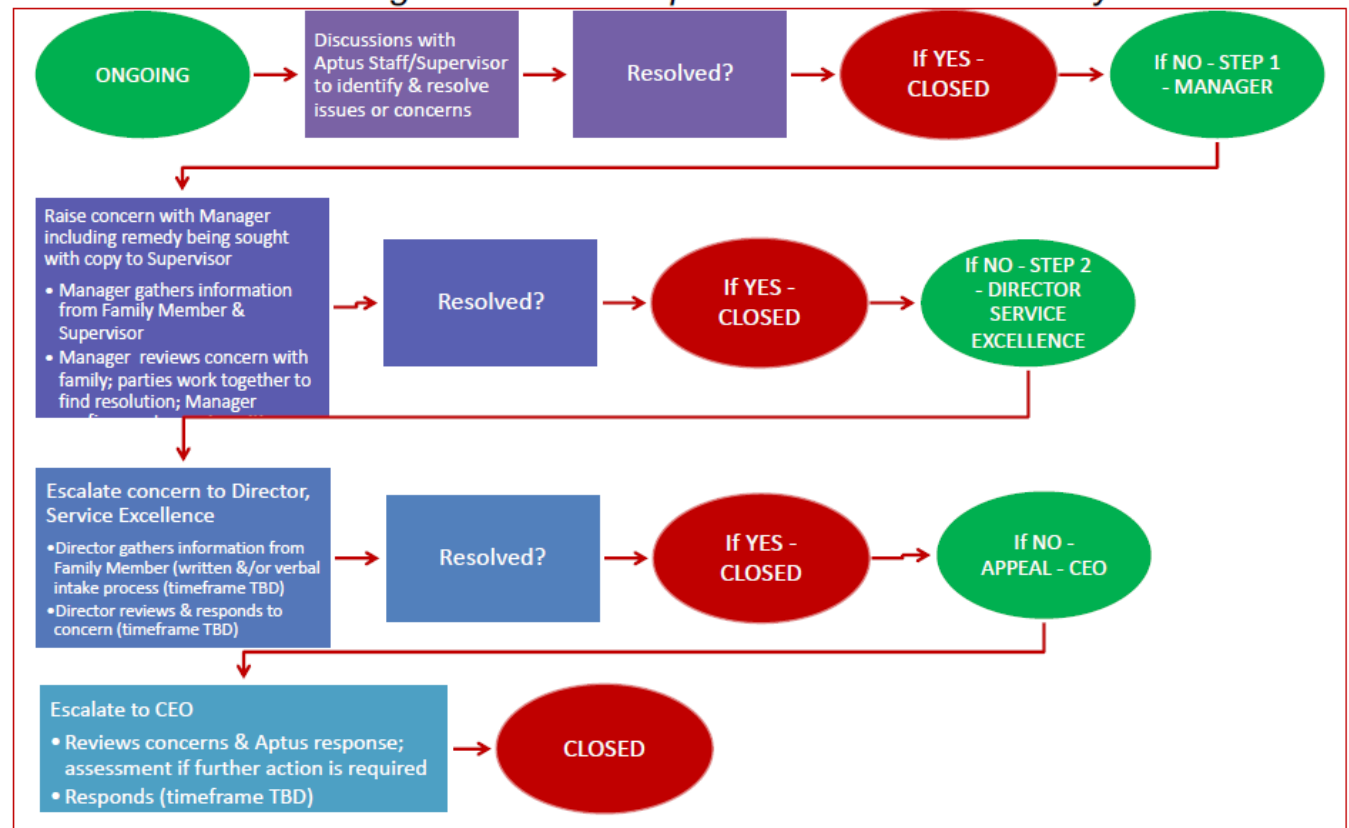 ONGOING
Discussions with
Aptus Staff/Supervisor
to identify & resolve
issues or concerns
Resolved?
If YES -
CLOSED
If NO - STEP 1
- MANAGER
Raise concern with Manager
including remedy being sought
with copy to Supervisor
• Manager gathers information
from Family Member &
Supervisor
• Manager reviews concern with
family; parties work together to
find resolution; Manager
Resolved?
If YES -
CLOSED
If NO - STEP 2
- DIRECTOR
SERVICE
EXCELLENCE
Escalate concern to Director,
Service Excellence
•Director gathers information from
Family Member (written &/or verbal
intake process (timeframe TBD)
•Director reviews & responds to
concern (timeframe TBD)
Resolved?
If YES -
CLOSED
If NO -
APPEAL - CEO
Escalate to CEO
• Reviews concerns & Aptus response;
assessment if further action is required
• Responds (timeframe TBD)
CLOSED